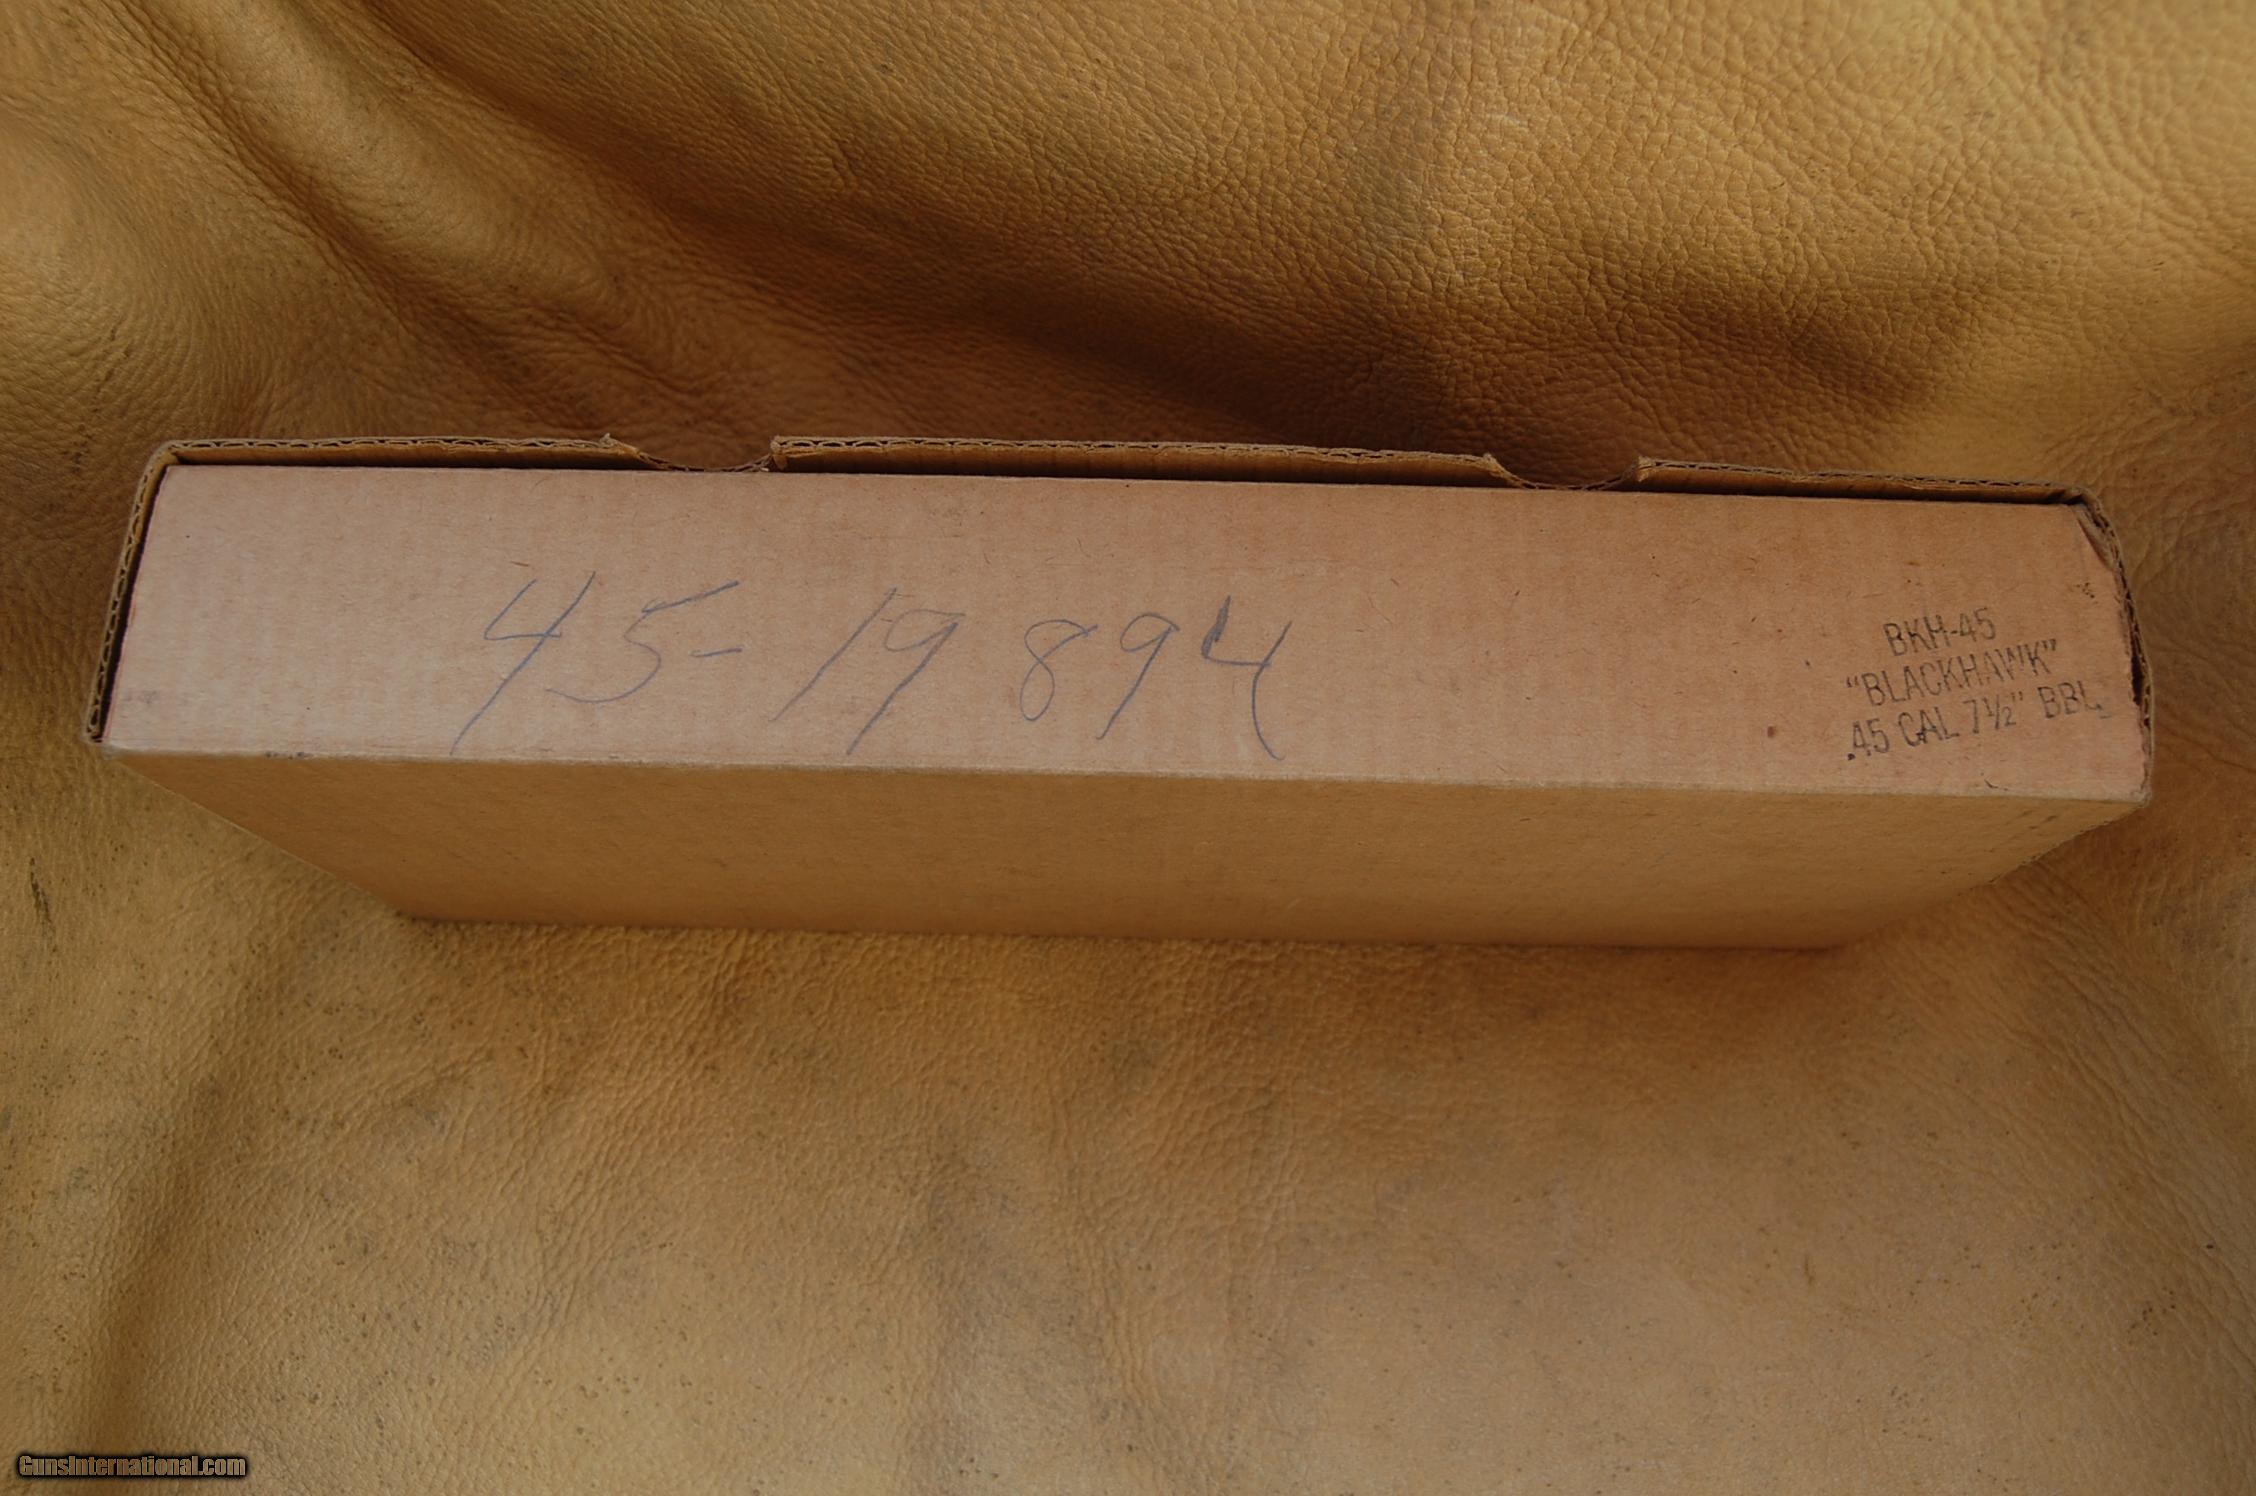 45-19894
BKH-45
"BLACKHAWK"
.45 CAL 7½" BBL
GunsInternational.com